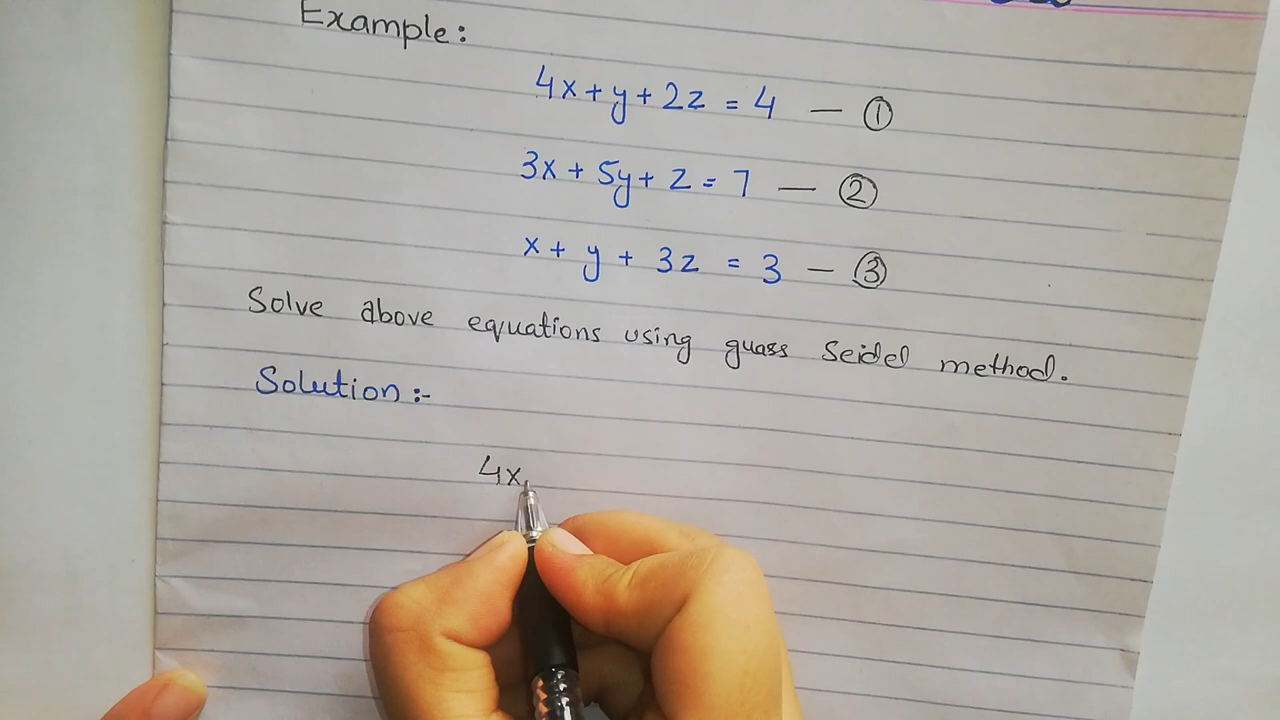 Example:
4x + y + 2z = 4 — ①
3x + 5y + z = 7 — ②
x + y + 3z = 3 — ③
Solve above equations using guass Seidel method.
Solution :-
4x